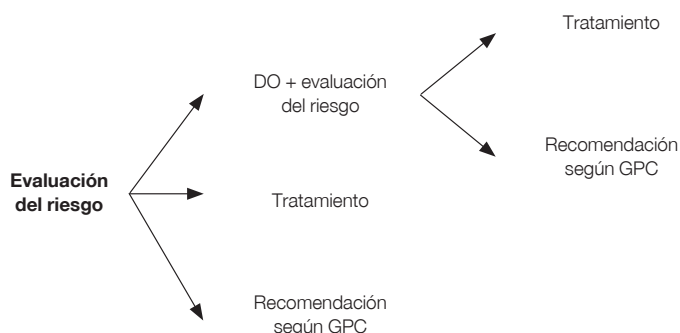 Tratamiento
DO + evaluación
del riesgo
Recomendación
según GPC
Evaluación
del riesgo
Tratamiento
Recomendación
según GPC